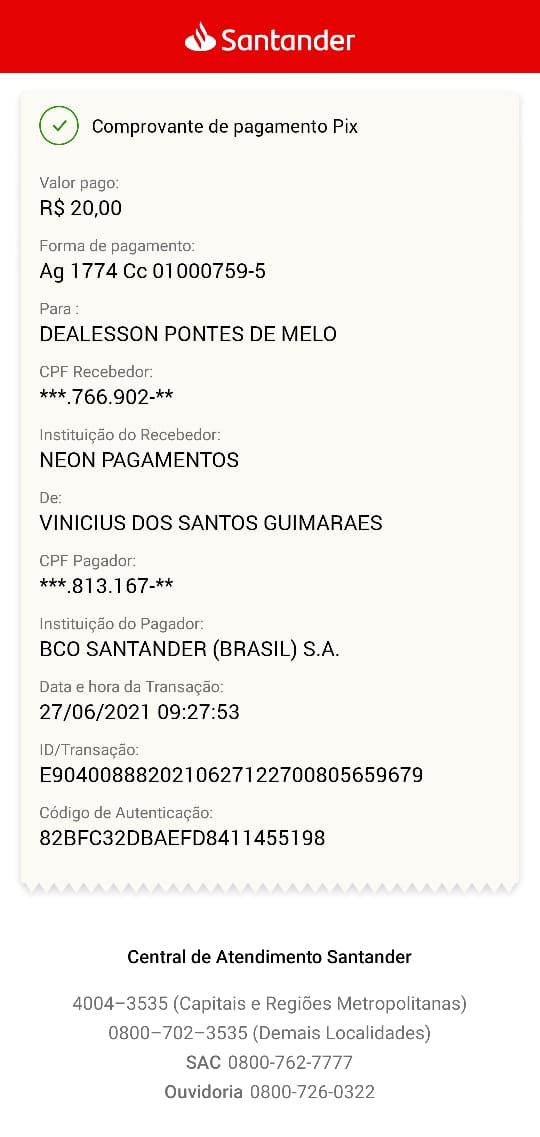 Santander
Comprovante de pagamento Pix
Valor pago:
R$ 20,00
Forma de pagamento:
Ag 1774 Cc 01000759-5
Para :
DEALESSON PONTES DE MELO
CPF Recebedor:
***.766.902-**
Instituição do Recebedor:
NEON PAGAMENTOS
De:
VINICIUS DOS SANTOS GUIMARAES
CPF Pagador:
***.813.167-**
Instituição do Pagador:
BCO SANTANDER (BRASIL) S.A.
Data e hora da Transação:
27/06/2021 09:27:53
ID/Transação:
E9040088820210627122700805659679
Código de Autenticação:
82BFC32DBAEFD8411455198
Central de Atendimento Santander
4004–3535 (Capitais e Regiões Metropolitanas)
0800–702–3535 (Demais Localidades)
SAC 0800-762-7777
Ouvidoria 0800-726-0322